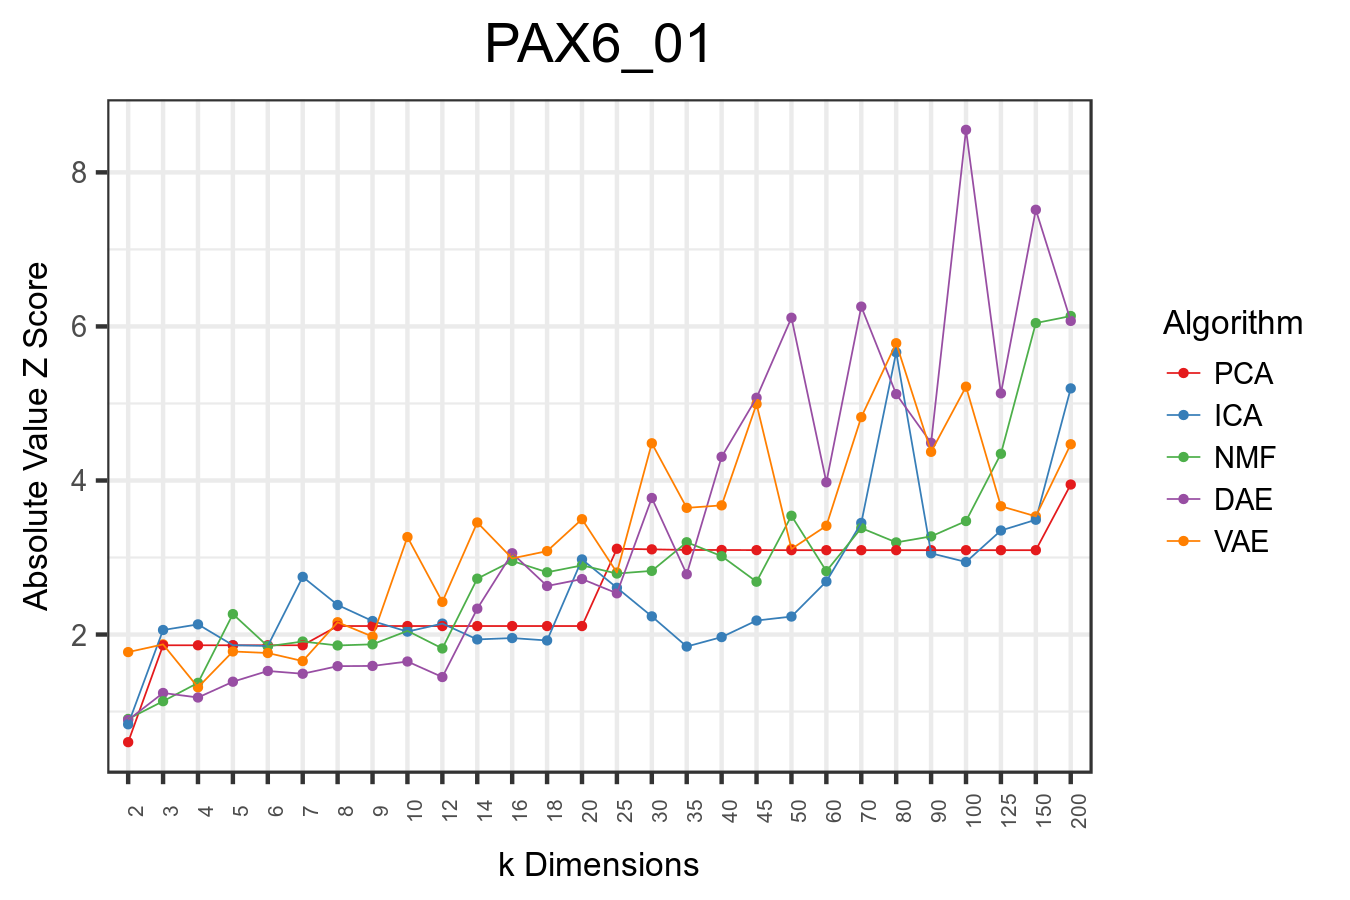 PAX6_01
Absolute Value Z Score
8
6
4
2
2 3 4 5 6 7 8 9 10 12 14 16 18 20 25 30 35 40 45 50 60 70 80 90 100 125 150 200
k Dimensions
Algorithm
PCA
ICA
NMF
DAE
VAE